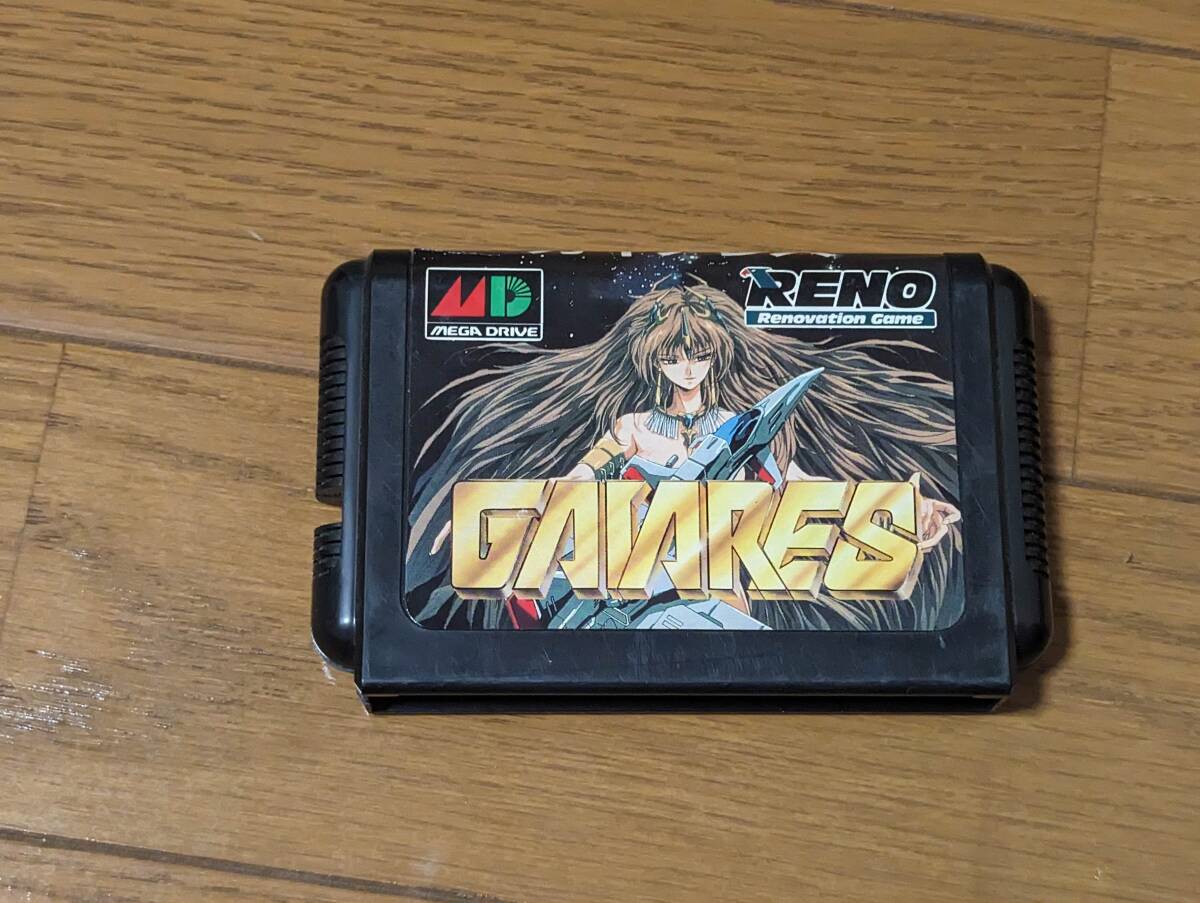 MD
MEGA DRIVE
RENO
Renovation Game
GAIARES